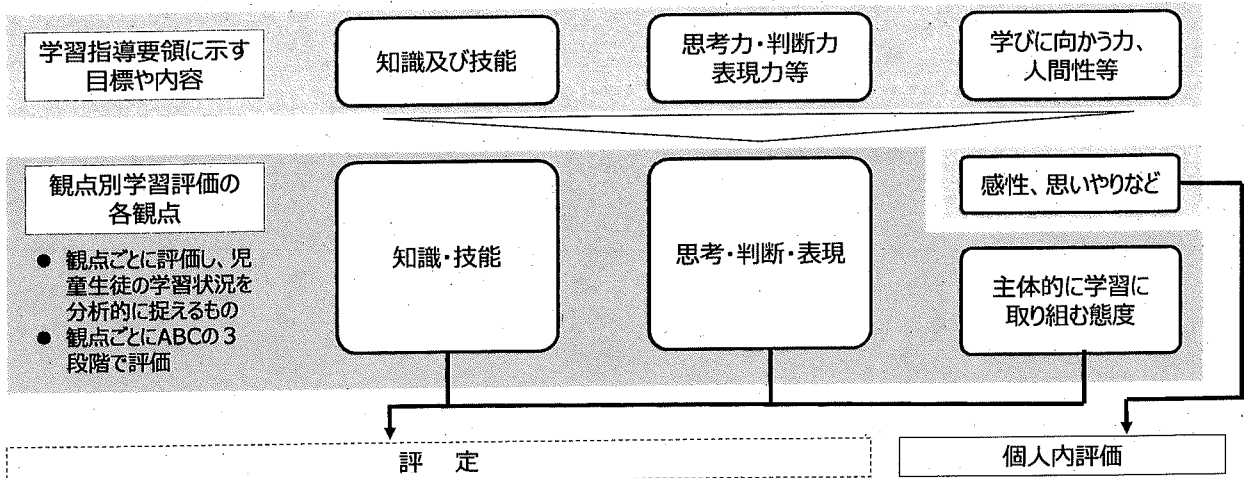 学習指導要領に示す
目標や内容
知識及び技能
思考力・判断力
表現力等
学びに向かう力、
人間性等
観点別学習評価の
各観点
● 観点ごとに評価し、児
童生徒の学習状況を
分析的に捉えるもの
● 観点ごとにABCの3
段階で評価
知識・技能
思考・判断・表現
感性、思いやりなど
主体的に学習に
取り組む態度
評 定
個人内評価